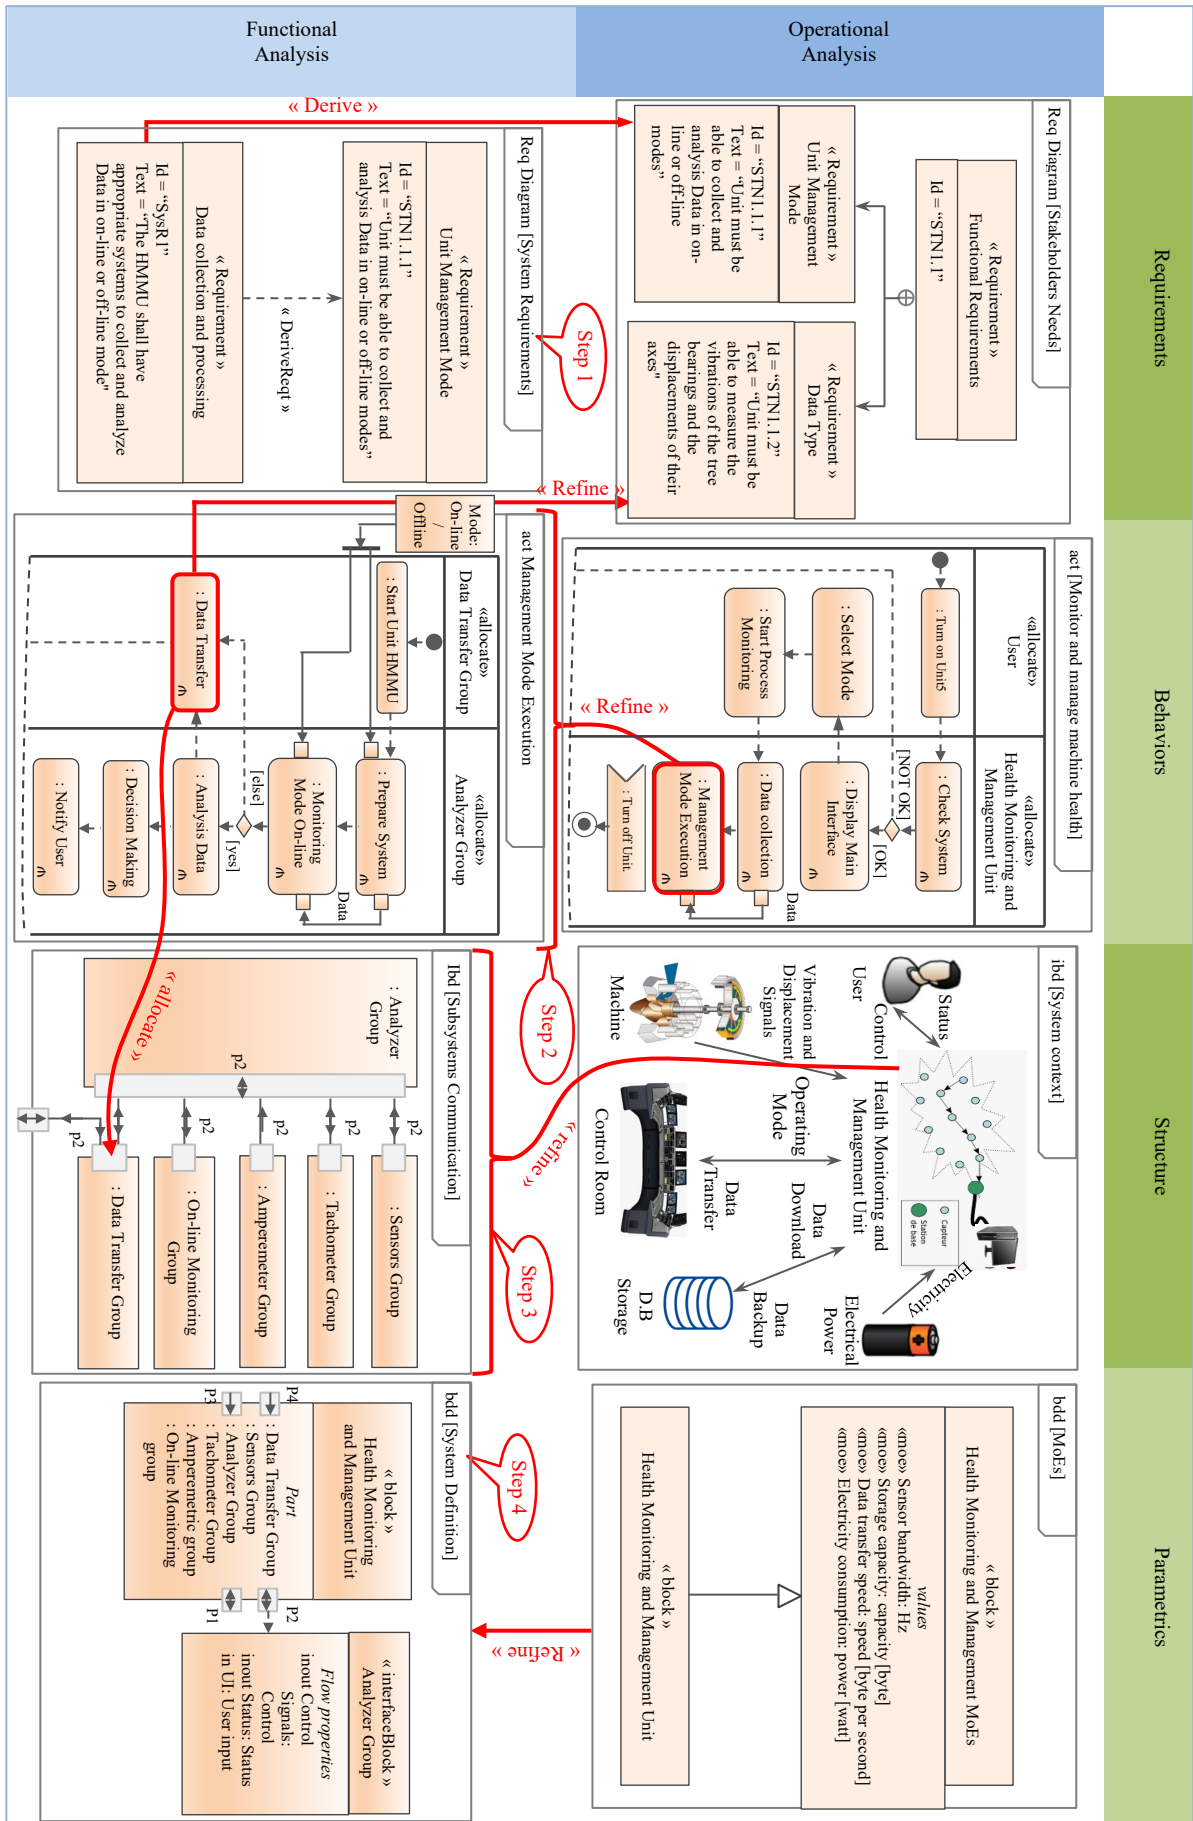 Requirements
Behaviors
Structure
Parametrics
Operational
Analysis
Req Diagram [Stakeholders Needs]
« Requirement »
Functional Requirements
Id = “STN1.1”
« Requirement »
Unit Management
Mode
Id = “STN1.1.1”
Text = “Unit must be
able to collect and
analysis Data in on-
line or off-line
modes”
« Requirement »
Data Type
Id = “STN1.1.2”
Text = “Unit must be
able to measure the
vibrations of the tree
bearings and the
displacements of their
axes"
act [Monitor and manage machine health]
«allocate»
User
«allocate»
Health Monitoring and
Management Unit
: Turn on Unit5
: Check System
[NOT OK]
[OK]
: Select Mode
: Display Main
Interface
: Start Process
Monitoring
: Data collection
Data
: Management
Mode Execution
: Turn off Unit.
ibd [System context]
Status
User
Control
Capteur
Station
de base
Electricity
Electrical
Power
Health Monitoring and
Management Unit
Vibration and
Displacement
Signals
Machine
Operating
Mode
Data
Transfer
Control Room
Data
Download
Data
Backup
D.B
Storage
bdd [MoEs]
« block »
Health Monitoring and Management MoEs
values
«moe» Sensor bandwidth: Hz
«moe» Storage capacity: capacity [byte]
«moe» Data transfer speed: speed [byte per second]
«moe» Electricity consumption: power [watt]
« block »
Health Monitoring and Management Unit
« Derive »
« Refine »
« Refine »
« refine »
« Refine »
Functional
Analysis
Req Diagram [System Requirements]
Step 1
« Requirement »
Unit Management Mode
Id = “STN1.1.1”
Text = “Unit must be able to collect and
analysis Data in on-line or off-line modes”
« DeriveReqt »
« Requirement »
Data collection and processing
Id = “SysR1”
Text = “The HMMU shall have
appropriate systems to collect and analyze
Data in on-line or off-line mode"
act Management Mode Execution
Step 2
Mode:
On-line
/
Offline
«allocate»
Data Transfer Group
«allocate»
Analyzer Group
: Start Unit HMMU
: Prepare System
Data
: Monitoring
Mode On-line
[else]
[yes]
: Data Transfer
: Analysis Data
: Decision Making
: Notify User
« allocate »
Ibd [Subsystems Communication]
Step 3
: Analyzer
Group
p2
p2
: Sensors Group
p2
: Tachometer Group
p2
: Amperemeter Group
p2
: On-line Monitoring
Group
p2
: Data Transfer Group
p2
bdd [System Definition]
Step 4
« block »
Health Monitoring
and Management Unit
Part
: Data Transfer Group
: Sensors Group
: Analyzer Group
: Tachometer Group
: Amperemetric group
: On-line Monitoring
group
P4
P3
P2
P1
« interfaceBlock »
Analyzer Group
Flow properties
inout Control
Signals:
Control
inout Status: Status
in UI: User input